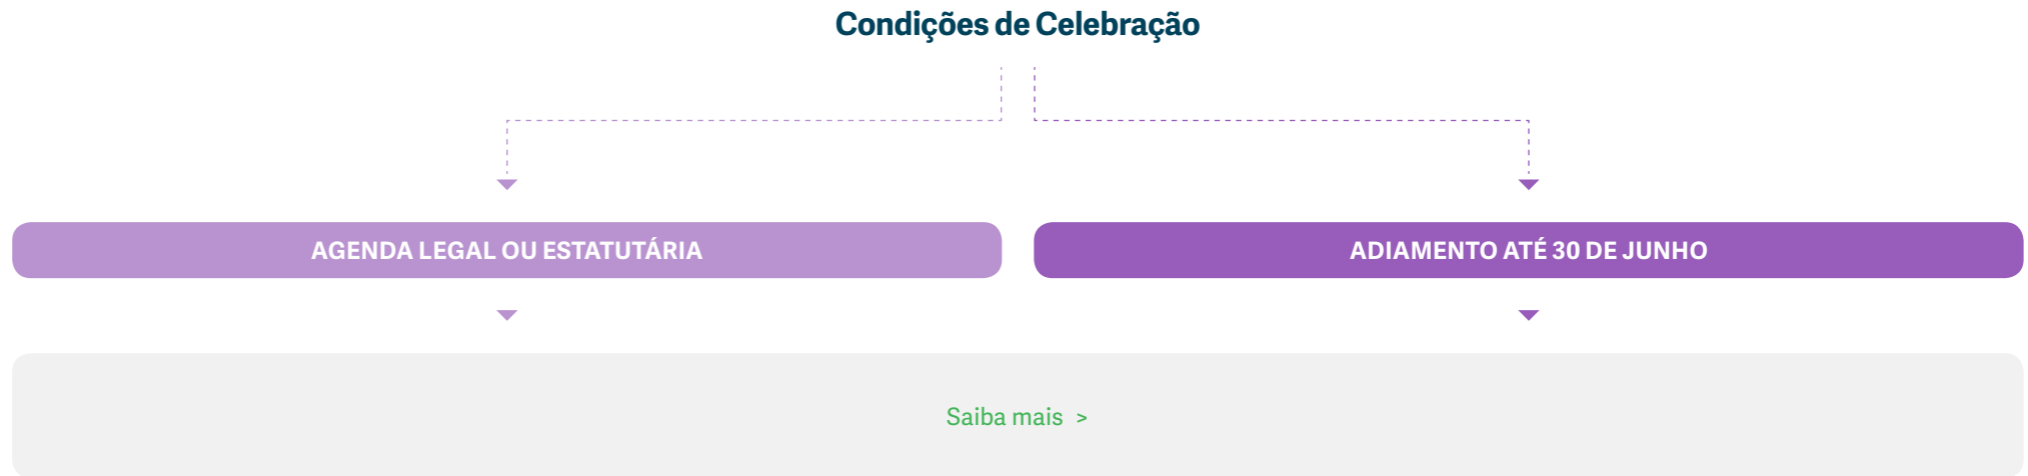 Condições de Celebração
AGENDA LEGAL OU ESTATUTÁRIA
ADIAMENTO ATÉ 30 DE JUNHO
Saiba mais >